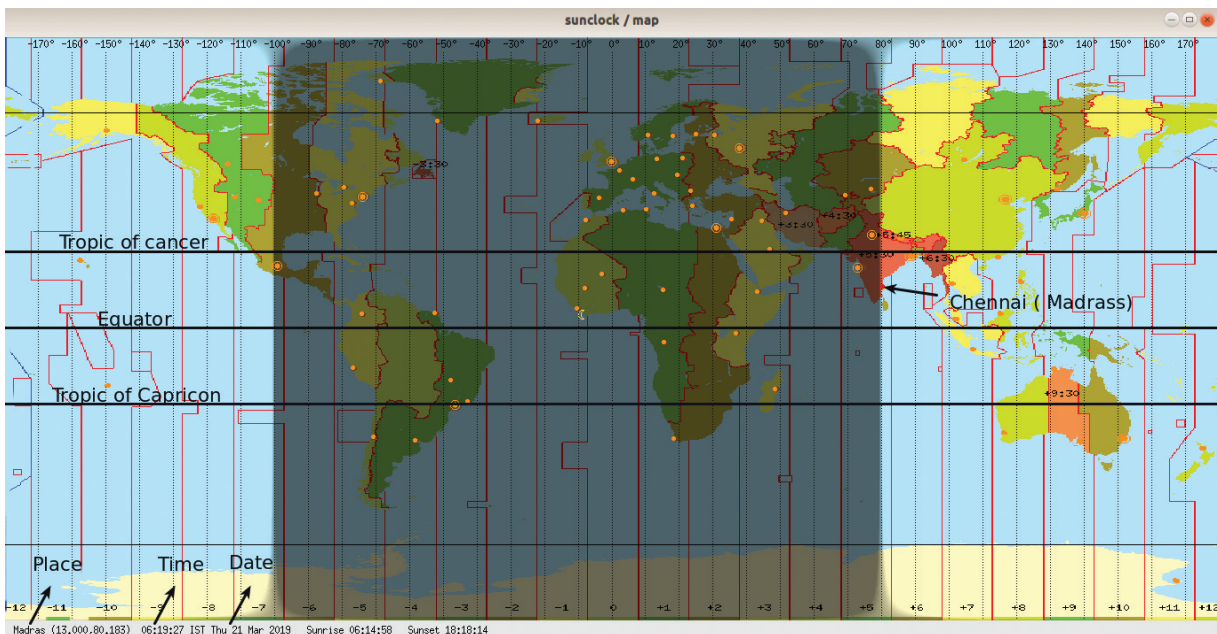 sunclock / map
-170° -160° -150° -140° -130° -120° -110° -100° -90° -80° -70° -60° -50° -40° -30° -20° -10° 0° 10° 20° 30° 40° 50° 60° 70° 80° 90° 100° 110° 120° 130° 140° 150° 160° 170°
-2:30
+3:30
+4:30
+5:45
Tropic of cancer
+5:30
+6:30
Chennai ( Madrass)
Equator
Tropic of Capricon
+9:30
Place Time Date
-12 -11 -10 -9 -8 -7 -6 -5 -4 -3 -2 -1 +0 +1 +2 +3 +4 +5 +6 +7 +8 +9 +10 +11 +12
Madras (13.000,80.183) 06:19:27 IST Thu 21 Mar 2019 Sunrise 06:14:58 Sunset 18:18:14